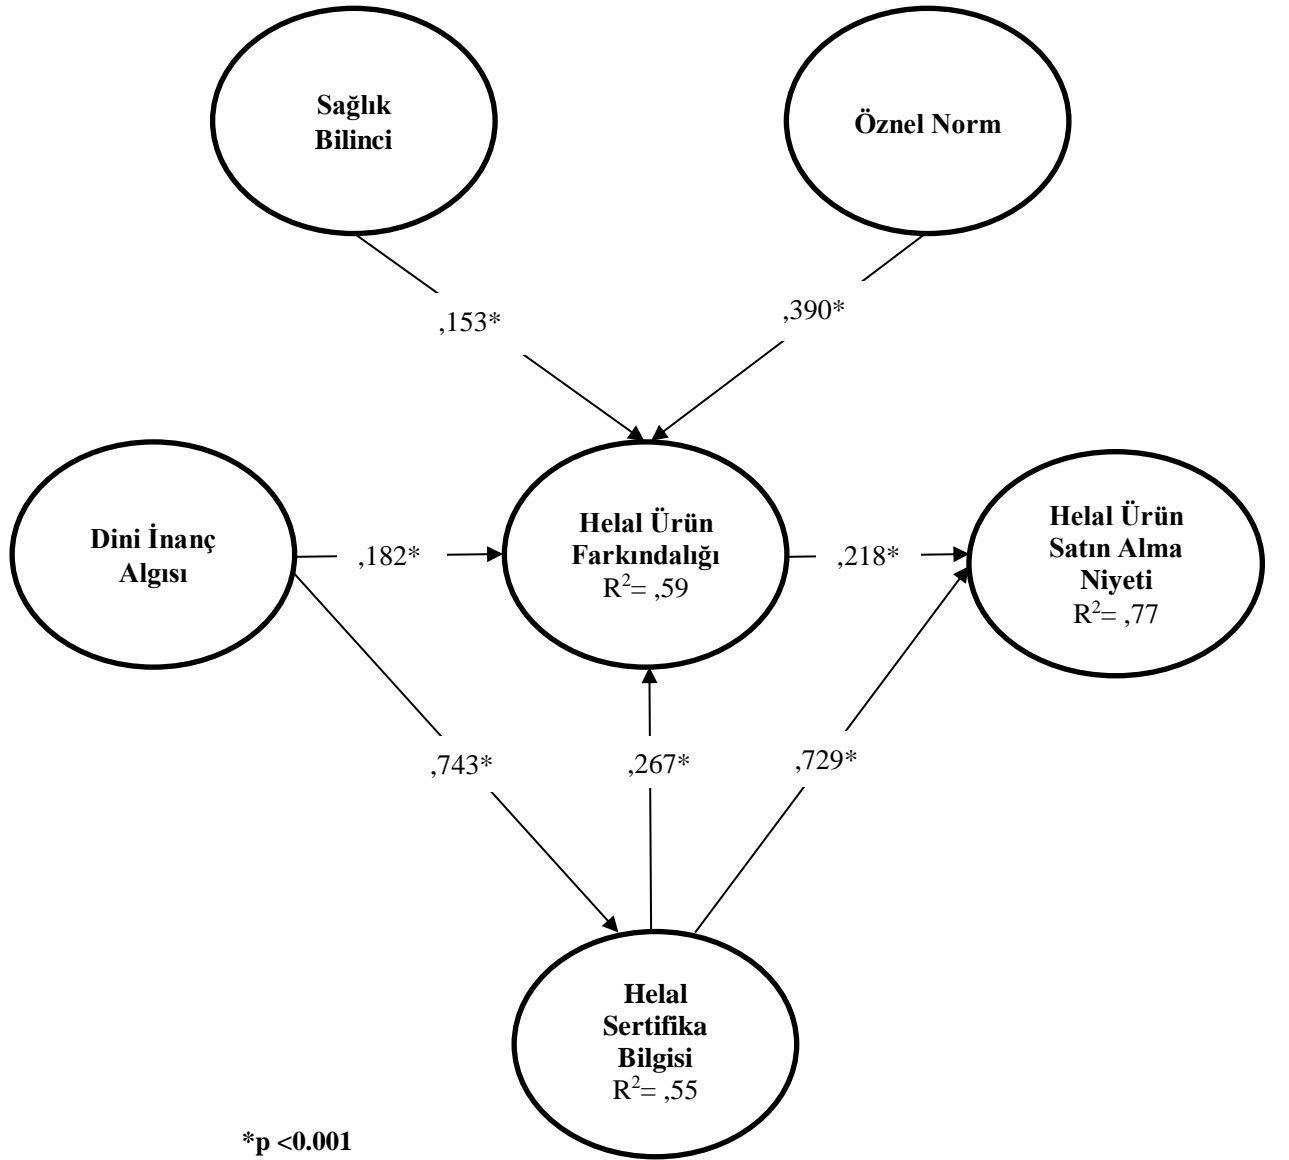 Sağlık
Bilinci
Öznel Norm
,153*
,390*
Dini İnanç
Algısı
,182*
Helal Ürün
Farkındalığı
R²= ,59
,218*
Helal Ürün
Satın Alma
Niyeti
R²= ,77
,743*
,267*
,729*
Helal
Sertifika
Bilgisi
R²= ,55
*p <0.001